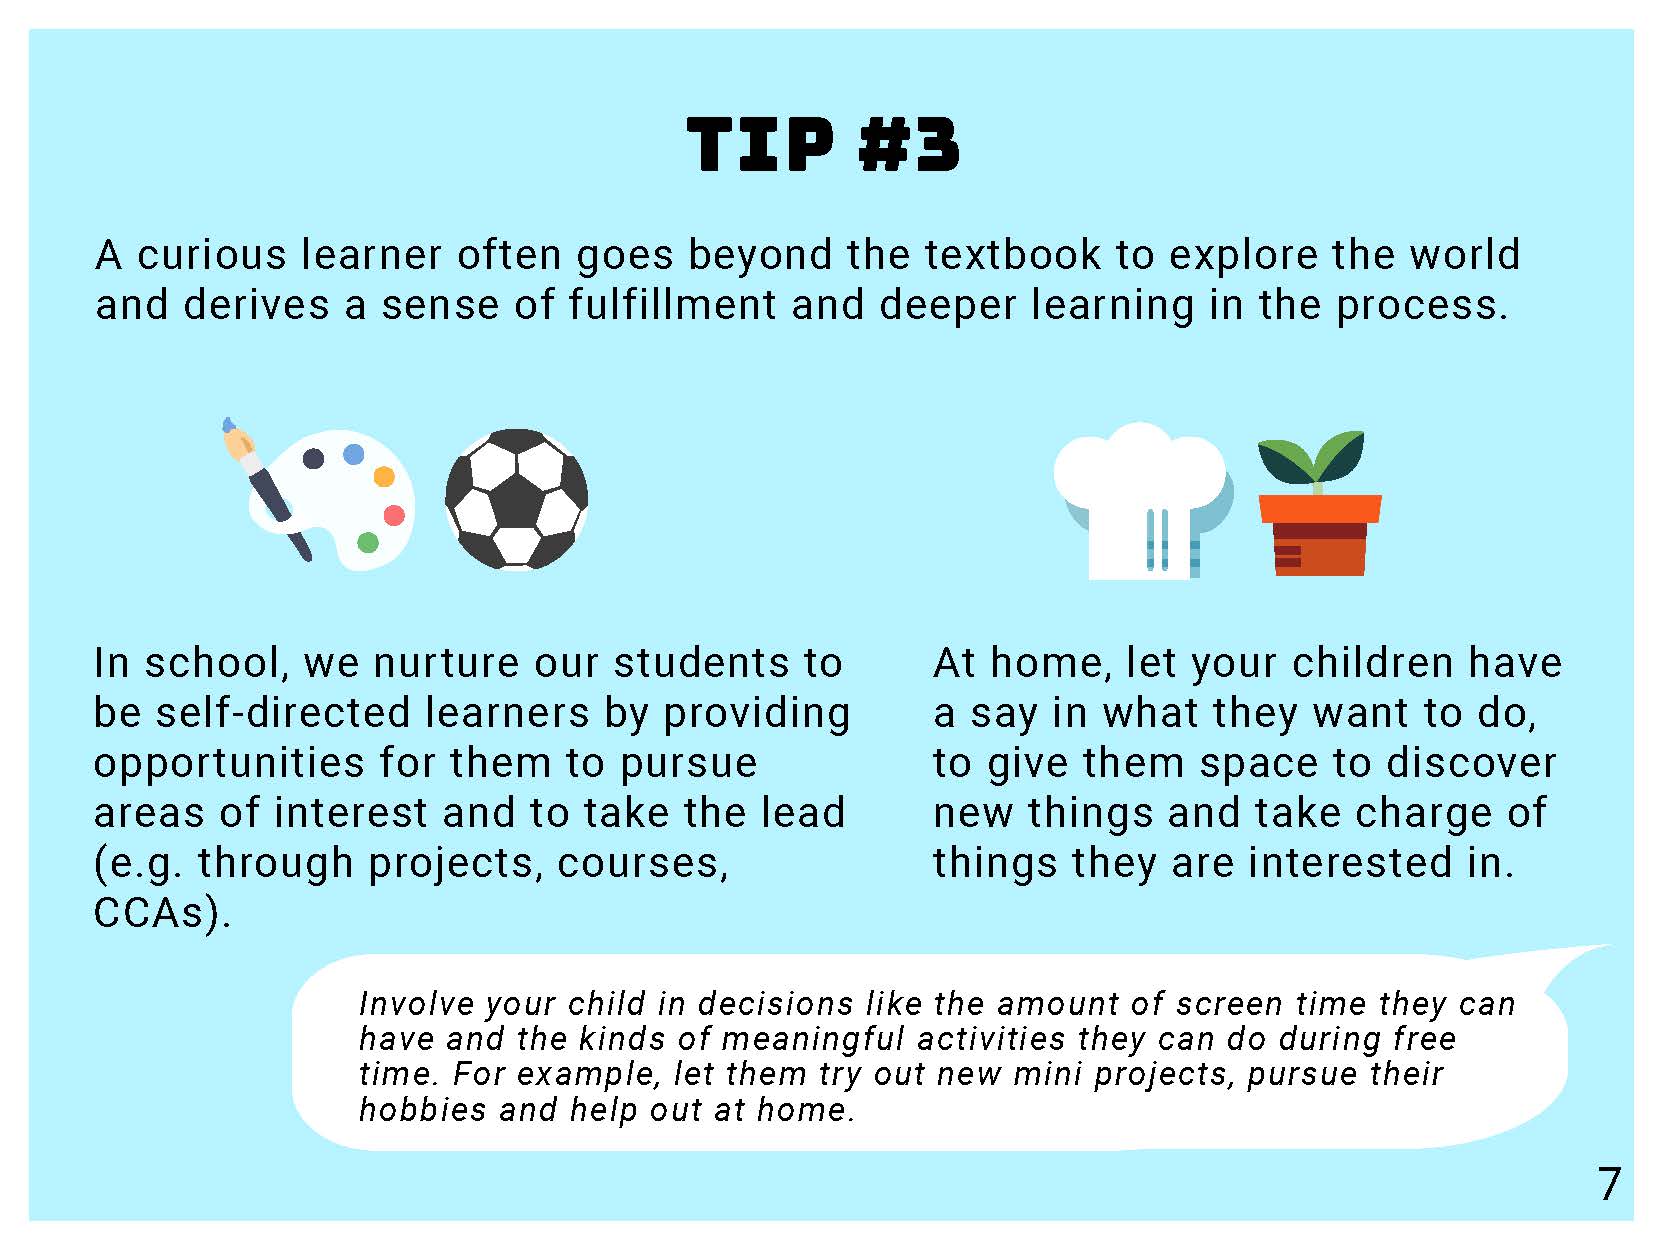 TIP #3
A curious learner often goes beyond the textbook to explore the world
and derives a sense of fulfillment and deeper learning in the process.
In school, we nurture our students to
be self-directed learners by providing
opportunities for them to pursue
areas of interest and to take the lead
(e.g. through projects, courses,
CCAs).
At home, let your children have
a say in what they want to do,
to give them space to discover
new things and take charge of
things they are interested in.
Involve your child in decisions like the amount of screen time they can
have and the kinds of meaningful activities they can do during free
time. For example, let them try out new mini projects, pursue their
hobbies and help out at home.
7